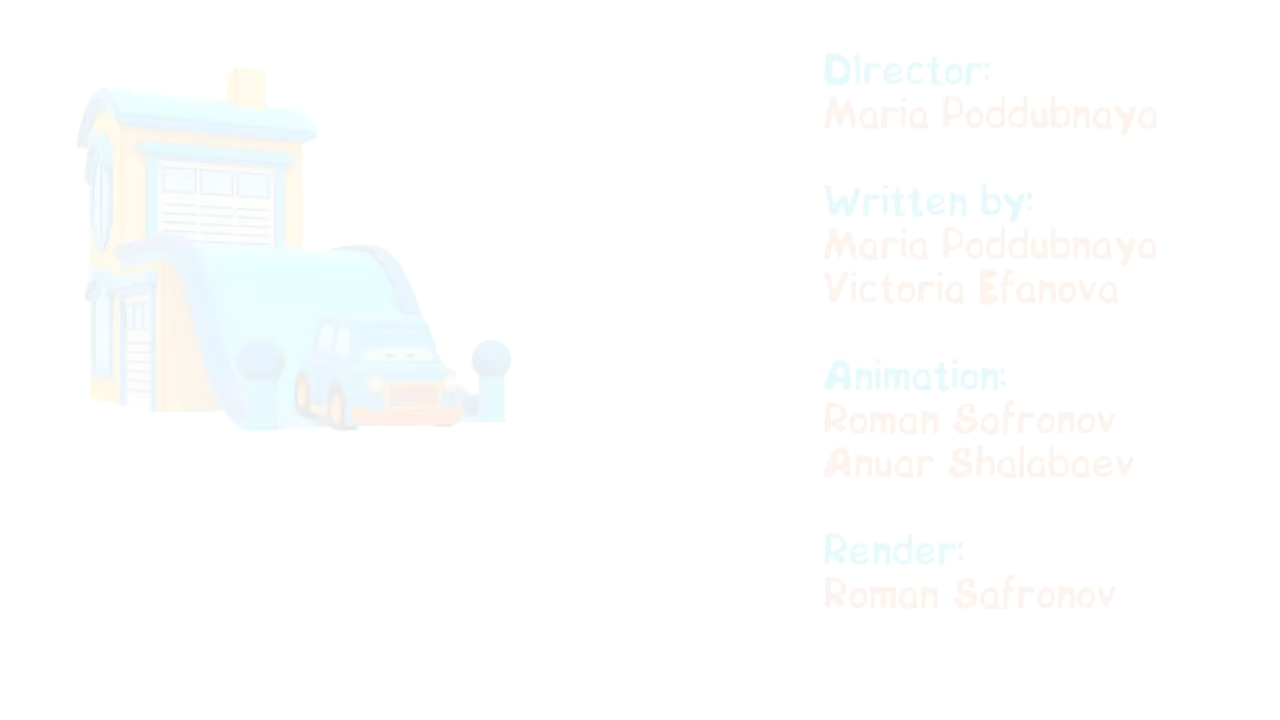 DIrector:
Maria Poddubnaya
Written by:
Maria Poddubnaya
Victoria Efanova
Animation:
Roman Safronov
Anuar Shalabaev
Render:
Roman Safronov